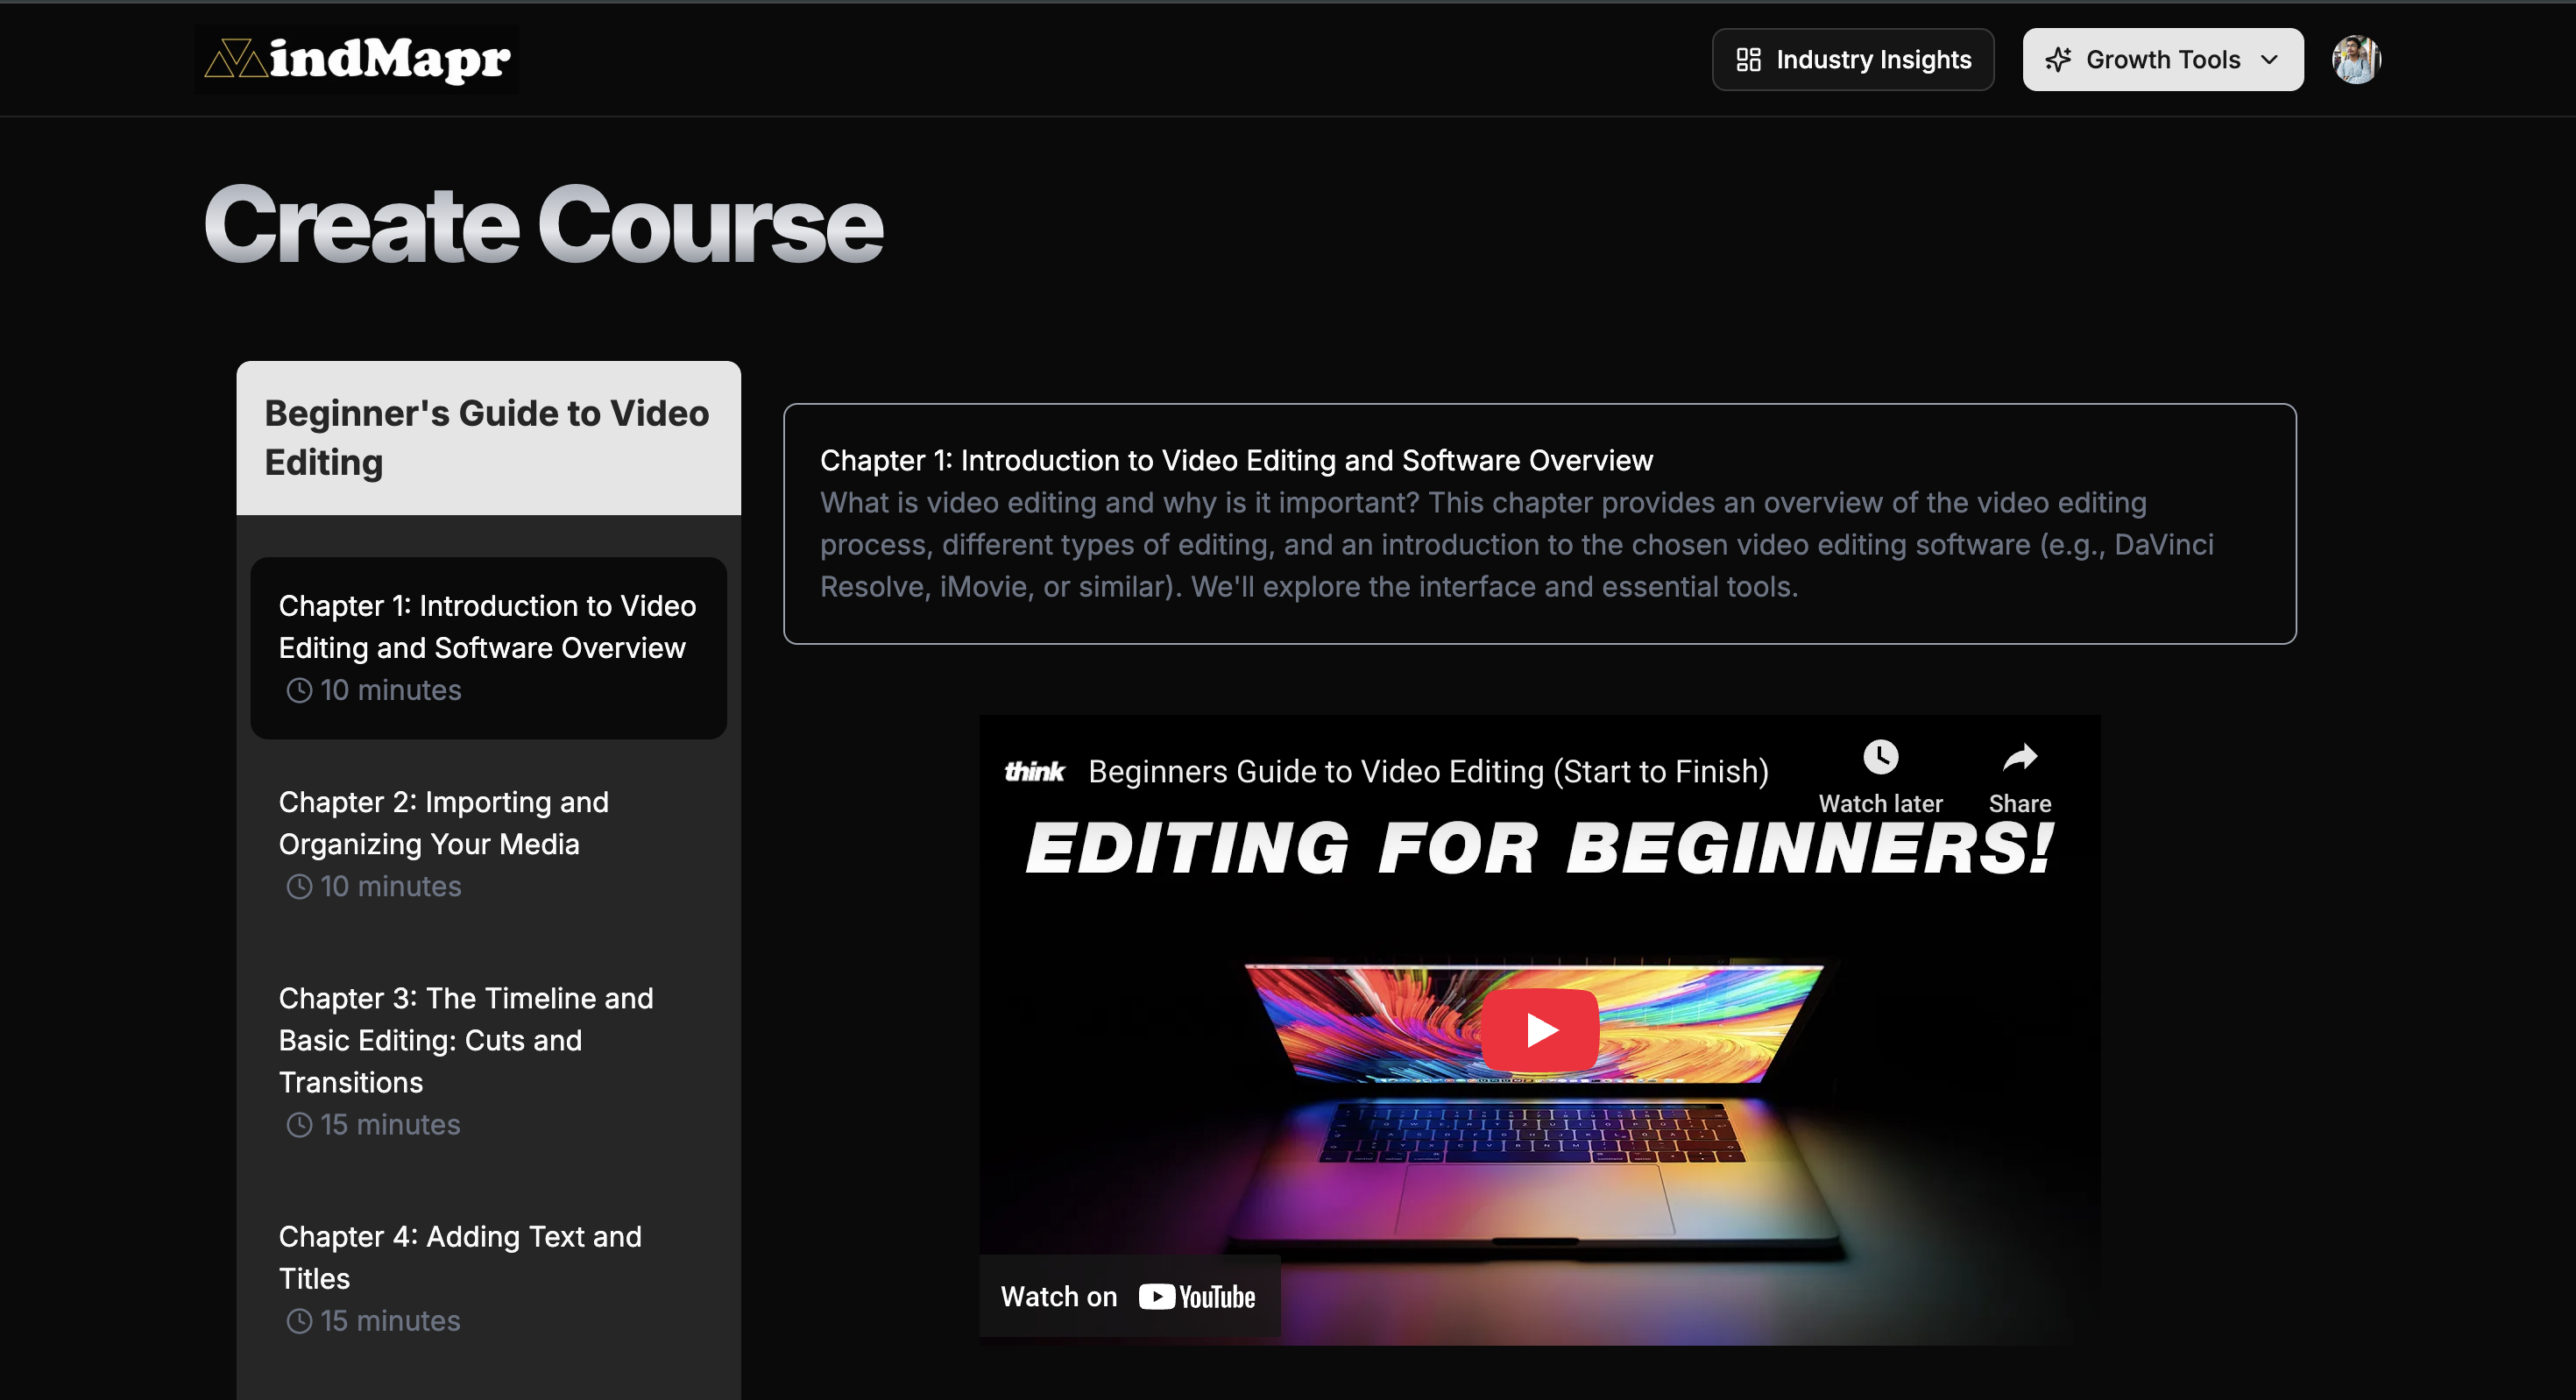 indMapr
Industry Insights
Growth Tools
Create Course
Beginner's Guide to Video
Editing
Chapter 1: Introduction to Video
Editing and Software Overview
10 minutes
Chapter 2: Importing and
Organizing Your Media
10 minutes
Chapter 3: The Timeline and
Basic Editing: Cuts and
Transitions
15 minutes
Chapter 4: Adding Text and
Titles
15 minutes
Chapter 1: Introduction to Video Editing and Software Overview
What is video editing and why is it important? This chapter provides an overview of the video editing
process, different types of editing, and an introduction to the chosen video editing software (e.g., DaVinci
Resolve, iMovie, or similar). We'll explore the interface and essential tools.
think
Beginners Guide to Video Editing (Start to Finish)
Watch later
Share
EDITING FOR BEGINNERS!
Watch on YouTube